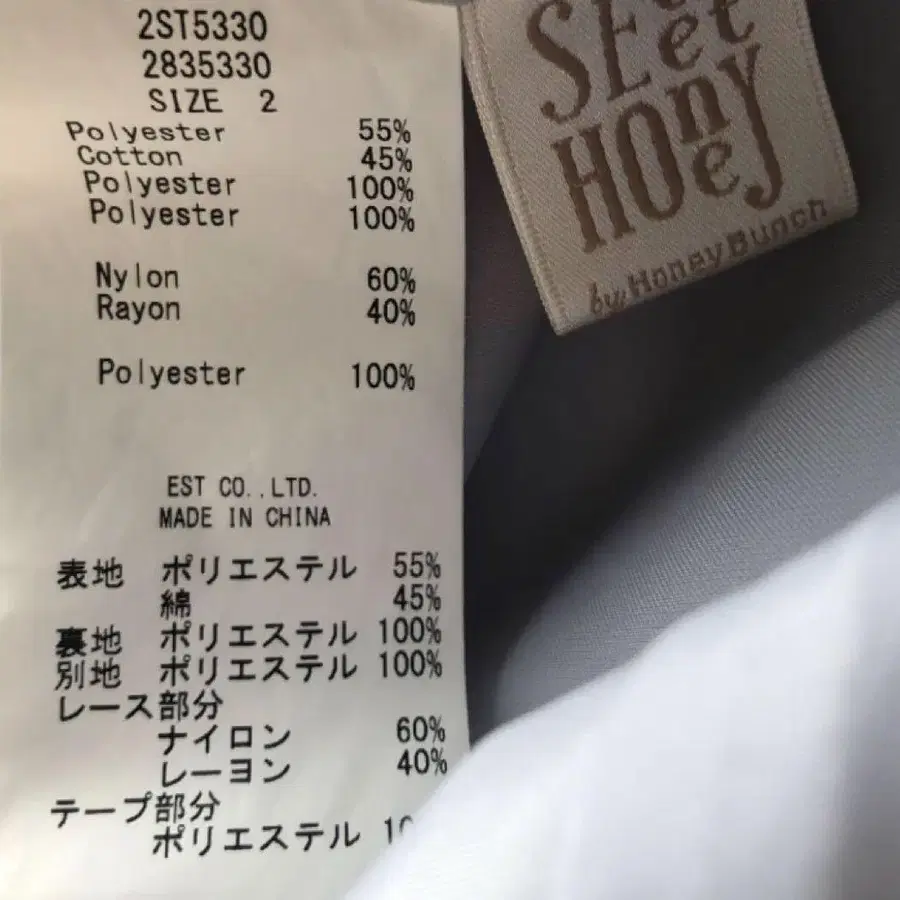 2ST5330
2835330
SIZE 2
Polyester 55%
Cotton 45%
Polyester 100%
Polyester 100%
Nylon 60%
Rayon 40%
Polyester 100%
EST CO.,LTD.
MADE IN CHINA
表地 ポリエステル 55%
綿 45%
裏地 ポリエステル 100%
別地 ポリエステル 100%
レース部分
ナイロン 60%
レーヨン 40%
テープ部分
ポリエステル
HOneY
by HoneyBunch